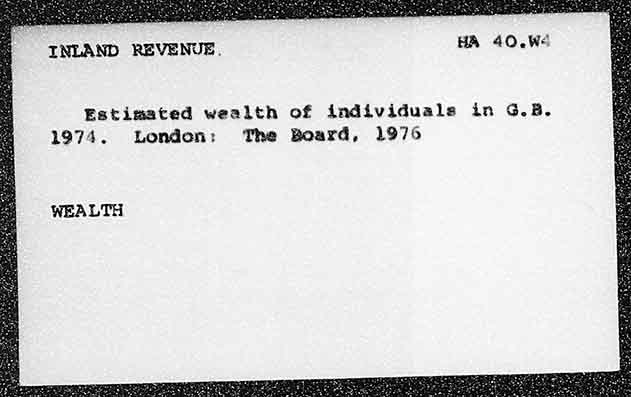 INLAND REVENUE. HA 40.W4
Estimated wealth of individuals in G.B.
1974. London: The Board, 1976
WEALTH